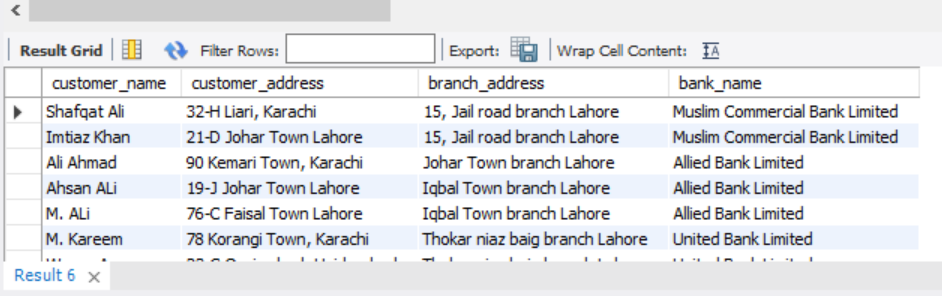 Result Grid Filter Rows: Export: Wrap Cell Content:
customer_name customer_address branch_address bank_name
Shafqat Ali 32-H Liari, Karachi 15, Jail road branch Lahore Muslim Commercial Bank Limited
Imtiaz Khan 21-D Johar Town Lahore 15, Jail road branch Lahore Muslim Commercial Bank Limited
Ali Ahmad 90 Kemari Town, Karachi Johar Town branch Lahore Allied Bank Limited
Ahsan ALi 19-J Johar Town Lahore Iqbal Town branch Lahore Allied Bank Limited
M. ALi 76-C Faisal Town Lahore Iqbal Town branch Lahore Allied Bank Limited
M. Kareem 78 Korangi Town, Karachi Thokar niaz baig branch Lahore United Bank Limited
Result 6